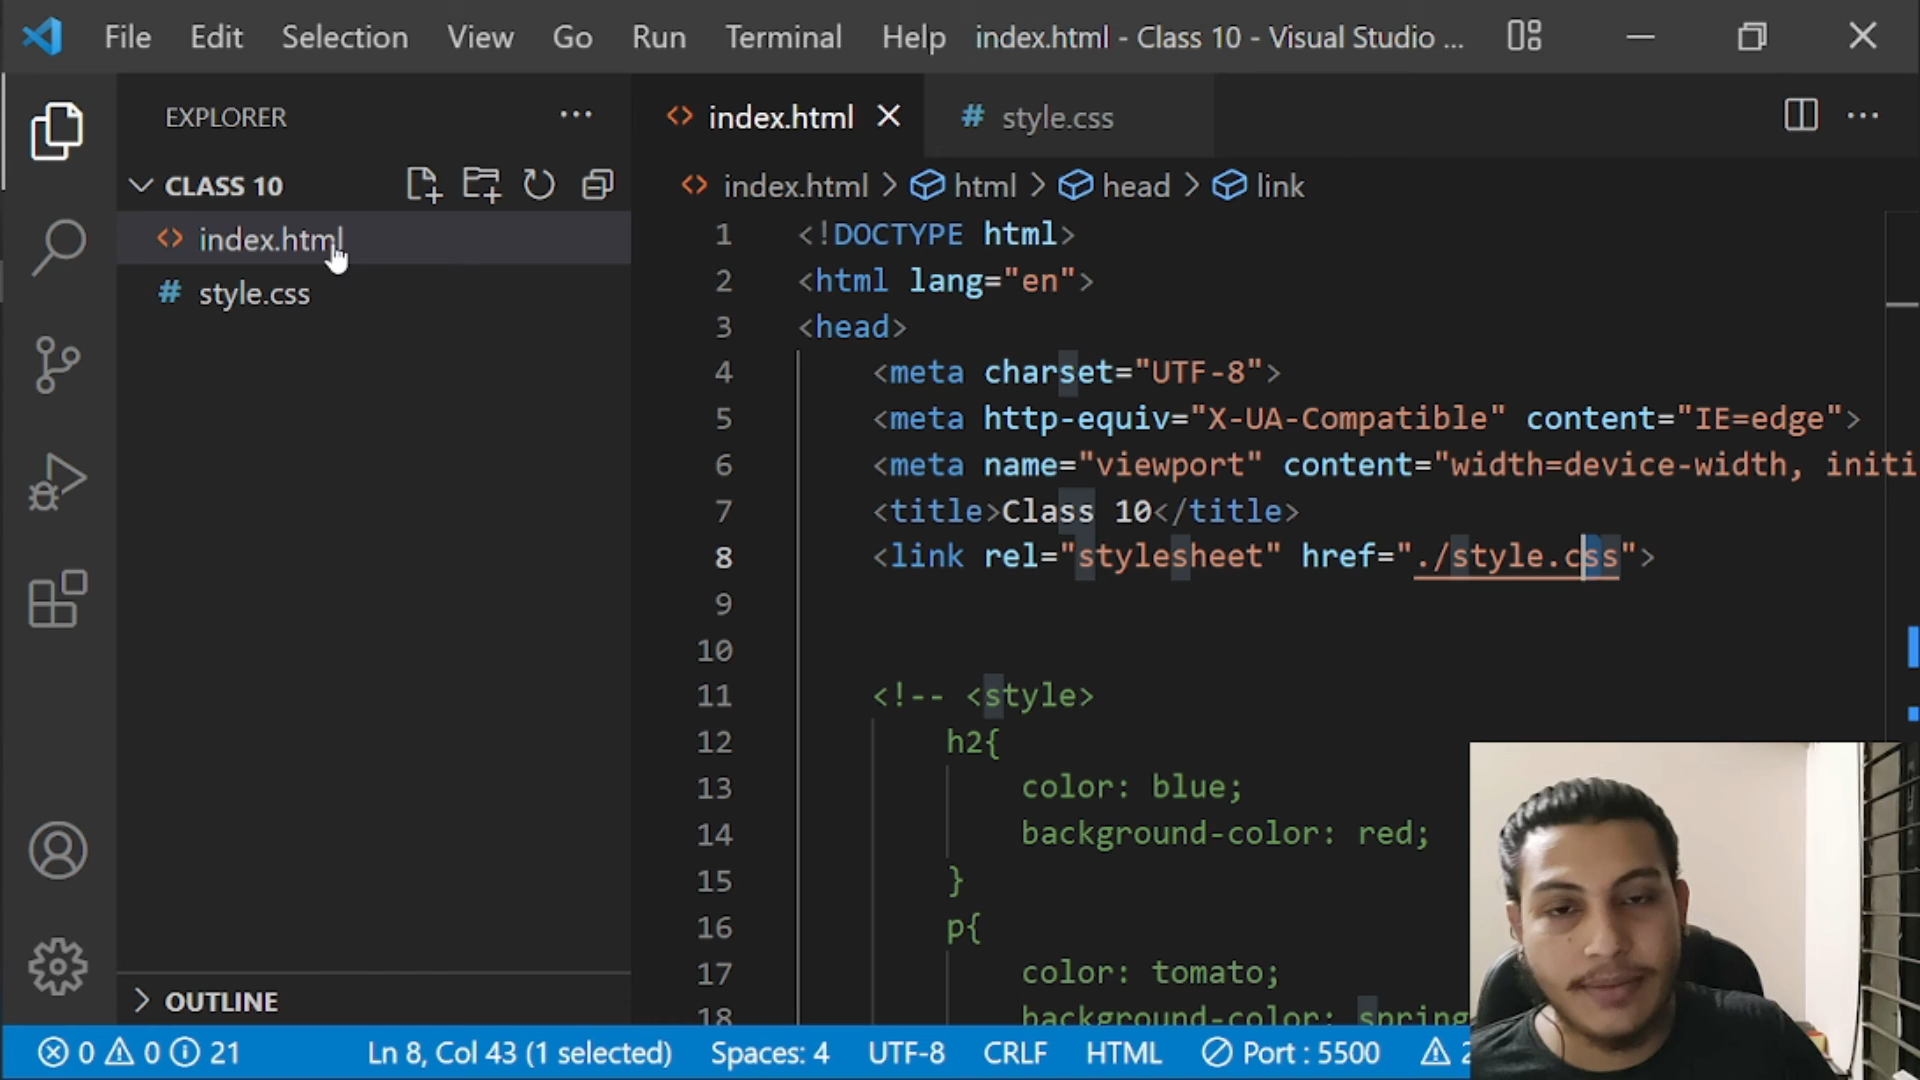 File Edit Selection View Go Run Terminal Help index.html - Class 10 - Visual Studio ...
EXPLORER
CLASS 10
index.html
style.css
OUTLINE
index.html
style.css
index.html > html > head > link
1 <!DOCTYPE html>
2 <html lang="en">
3 <head>
4 <meta charset="UTF-8">
5 <meta http-equiv="X-UA-Compatible" content="IE=edge">
6 <meta name="viewport" content="width=device-width, initi
7 <title>Class 10</title>
8 <link rel="stylesheet" href="./style.css">
9
10
11 <!-- <style>
12 h2{
13 color: blue;
14 background-color: red;
15 }
16 p{
17 color: tomato;
18 background-color: spring
0 0 21 Ln 8, Col 43 (1 selected) Spaces: 4 UTF-8 CRLF HTML Port : 5500 2